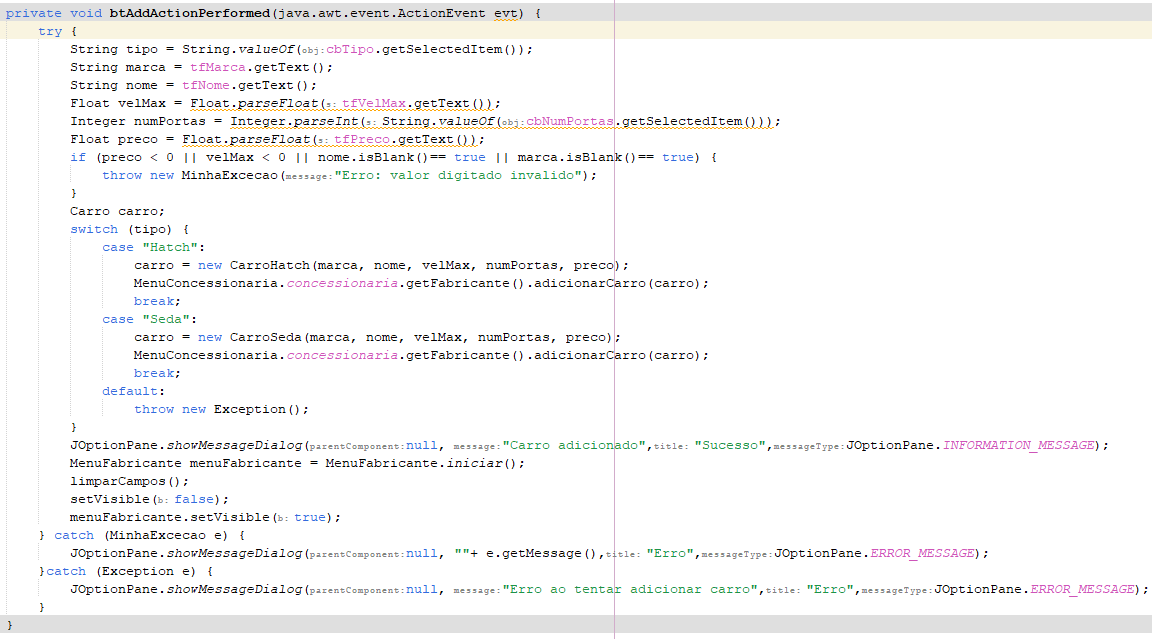 private void btAddActionPerformed(java.awt.event.ActionEvent evt) {
    try {
        String tipo = String.valueOf(obj:cbTipo.getSelectedItem());
        String marca = tfMarca.getText();
        String nome = tfNome.getText();
        Float velMax = Float.parseFloat(s: tfVelMax.getText());
        Integer numPortas = Integer.parseInt(s: String.valueOf(obj:cbNumPortas.getSelectedItem()));
        Float preco = Float.parseFloat(s: tfPreco.getText());
        if (preco < 0 || velMax < 0 || nome.isBlank()== true || marca.isBlank()== true) {
            throw new MinhaExcecao(message:"Erro: valor digitado invalido");
        }
        Carro carro;
        switch (tipo) {
            case "Hatch":
                carro = new CarroHatch(marca, nome, velMax, numPortas, preco);
                MenuConcessionaria.concessionaria.getFabricante().adicionarCarro(carro);
                break;
            case "Seda":
                carro = new CarroSeda(marca, nome, velMax, numPortas, preco);
                MenuConcessionaria.concessionaria.getFabricante().adicionarCarro(carro);
                break;
            default:
                throw new Exception();
        }
        JOptionPane.showMessageDialog(parentComponent:null, message:"Carro adicionado",title: "Sucesso",messageType:JOptionPane.INFORMATION_MESSAGE);
        MenuFabricante menuFabricante = MenuFabricante.iniciar();
        limparCampos();
        setVisible(b: false);
        menuFabricante.setVisible(b: true);
    } catch (MinhaExcecao e) {
        JOptionPane.showMessageDialog(parentComponent:null, ""+ e.getMessage(),title: "Erro",messageType:JOptionPane.ERROR_MESSAGE);
    }catch (Exception e) {
        JOptionPane.showMessageDialog(parentComponent:null, message:"Erro ao tentar adicionar carro",title: "Erro",messageType:JOptionPane.ERROR_MESSAGE);
    }
}